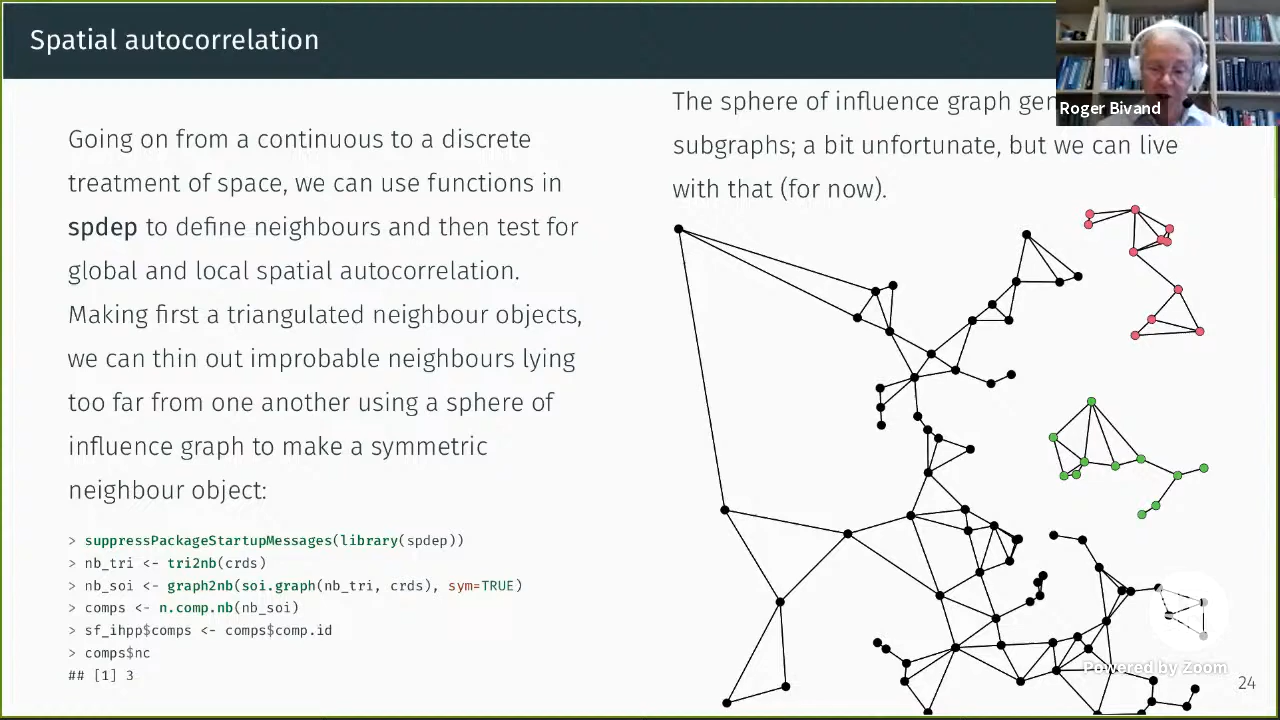 Spatial autocorrelation
Going on from a continuous to a discrete
treatment of space, we can use functions in
spdep to define neighbours and then test for
global and local spatial autocorrelation.
Making first a triangulated neighbour objects,
we can thin out improbable neighbours lying
too far from one another using a sphere of
influence graph to make a symmetric
neighbour object:
> suppressPackageStartupMessages(library(spdep))
> nb_tri <- tri2nb(crds)
> nb_soi <- graph2nb(soi.graph(nb_tri, crds), sym=TRUE)
> comps <- n.comp.nb(nb_soi)
> sf_ihpp$comps <- comps$comp.id
> comps$nc
## [1] 3
The sphere of influence graph
subgraphs; a bit unfortunate, but we can live
with that (for now).
Roger Bivand
Powered by Zoom
24